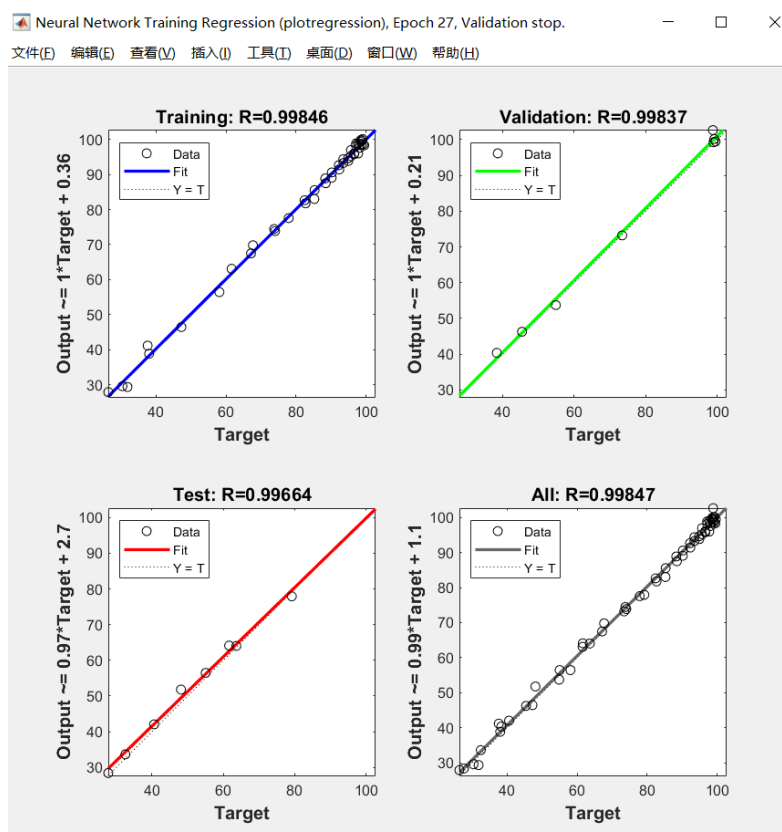 Neural Network Training Regression (plotregression), Epoch 27, Validation stop.
文件(F) 编辑(E) 查看(V) 插入(I) 工具(T) 桌面(D) 窗口(W) 帮助(H)
Training: R=0.99846
Output ~= 1*Target + 0.36
100
90
80
70
60
50
40
30
Data
Fit
Y = T
40 60 80 100
Target
Validation: R=0.99837
Output ~= 1*Target + 0.21
100
90
80
70
60
50
40
30
Data
Fit
Y = T
40 60 80 100
Target
Test: R=0.99664
Output ~= 0.97*Target + 2.7
100
90
80
70
60
50
40
30
Data
Fit
Y = T
40 60 80 100
Target
All: R=0.99847
Output ~= 0.99*Target + 1.1
100
90
80
70
60
50
40
30
Data
Fit
Y = T
40 60 80 100
Target